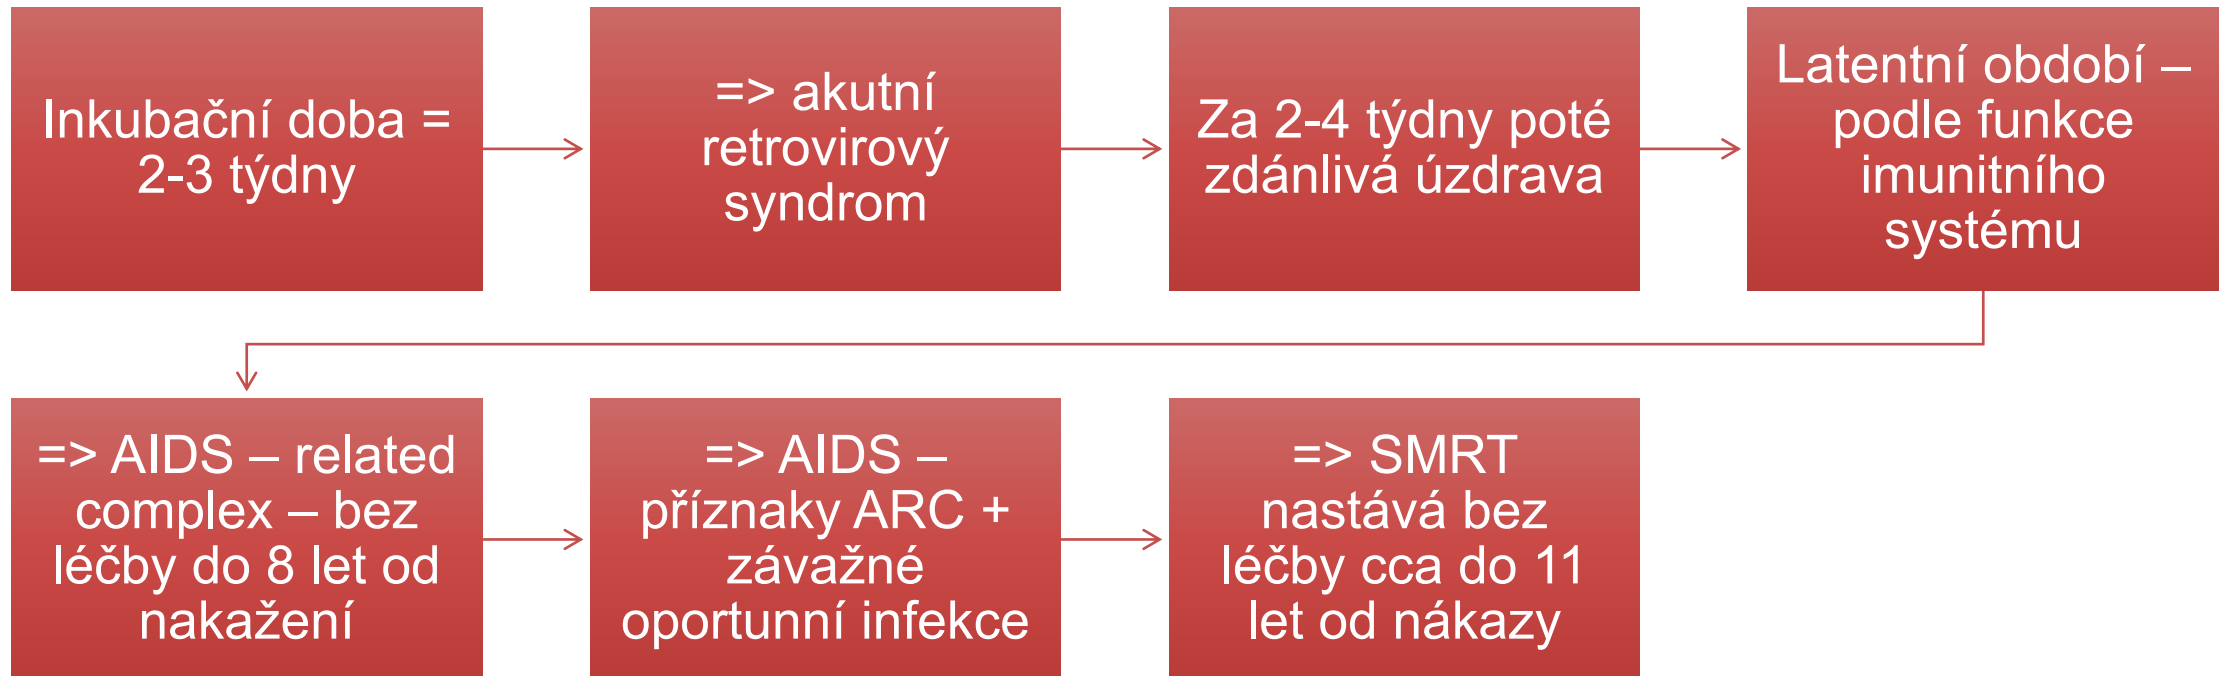 Inkubační doba =
2-3 týdny
=> akutní
retrovirový
syndrom
Za 2-4 týdny poté
zdánlivá úzdrava
Latentní období –
podle funkce
imunitního
systému
=> AIDS – related
complex – bez
léčby do 8 let od
nakažení
=> AIDS –
příznaky ARC +
závažné
oportunní infekce
=> SMRT
nastává bez
léčby cca do 11
let od nákazy